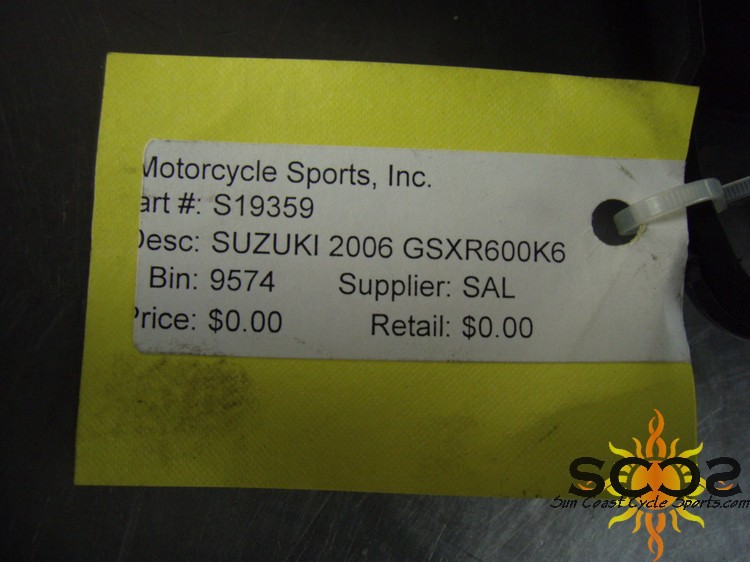 Motorcycle Sports, Inc.
art #: S19359
Desc: SUZUKI 2006 GSXR600K6
Bin: 9574 Supplier: SAL
Price: $0.00 Retail: $0.00
SCCS
Sun Coast Cycle Sports.com